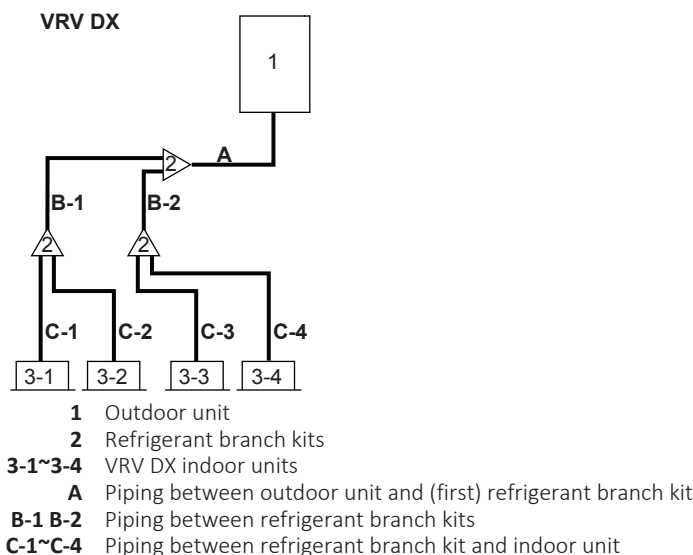 VRV DX
1
2
A
B-1
B-2
2
2
C-1
C-2
C-3
C-4
3-1
3-2
3-3
3-4
1 Outdoor unit
2 Refrigerant branch kits
3-1~3-4 VRV DX indoor units
A Piping between outdoor unit and (first) refrigerant branch kit
B-1 B-2 Piping between refrigerant branch kits
C-1~C-4 Piping between refrigerant branch kit and indoor unit